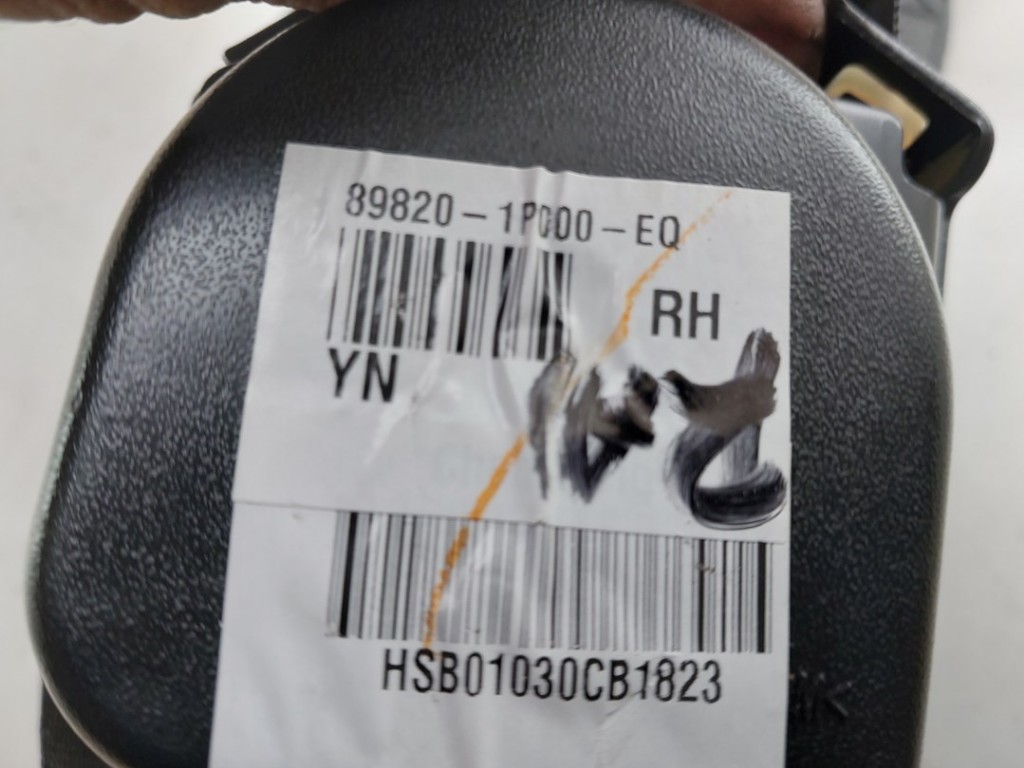 89820-1P000-EQ
RH
YN
HSB01030CB1823